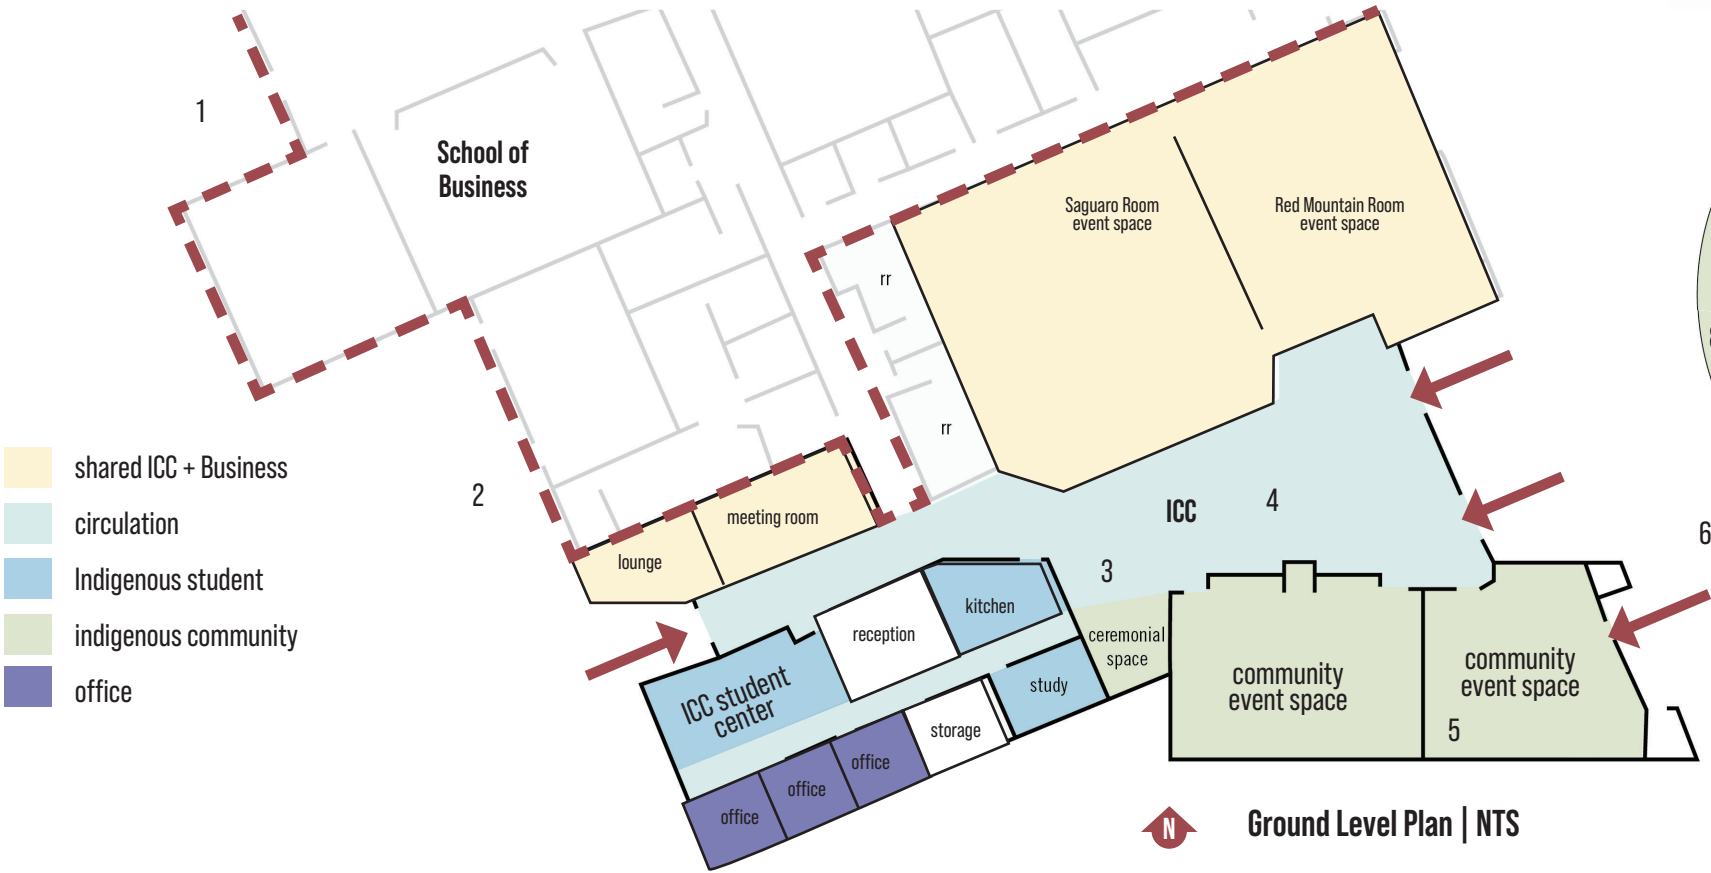 1
School of
Business
Saguaro Room
event space
Red Mountain Room
event space
rr
rr
shared ICC + Business
circulation
Indigenous student
indigenous community
office
2
meeting room
lounge
ICC
4
3
6
kitchen
reception
ceremonial
space
study
ICC student
center
storage
office
office
office
community
event space
community
event space
5
N
Ground Level Plan | NTS